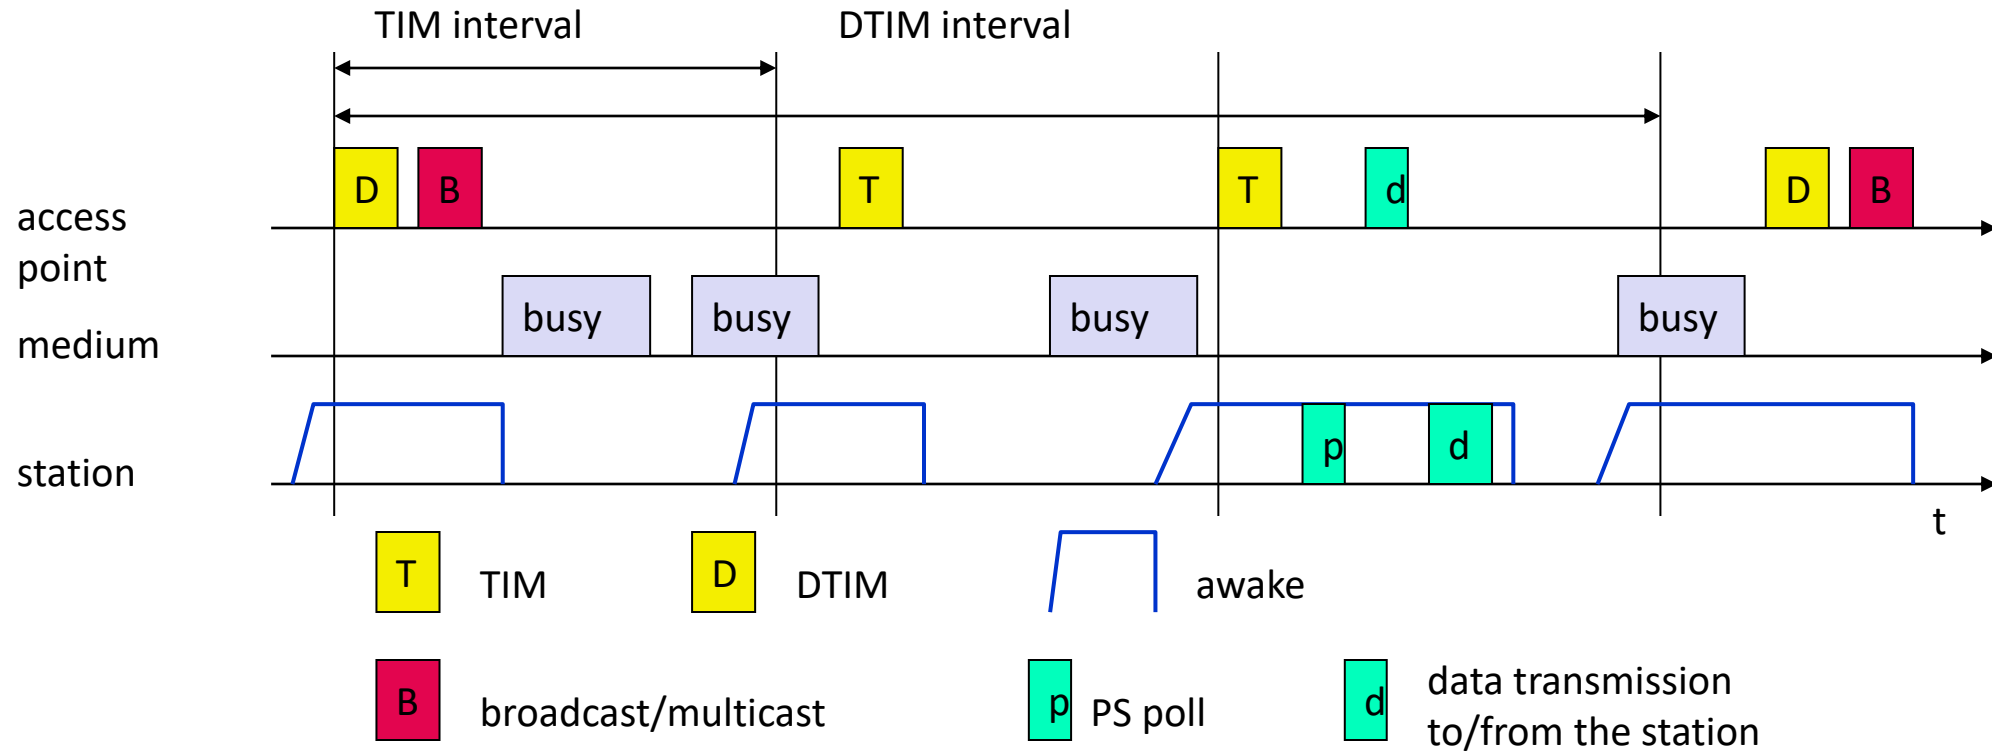 TIM interval
DTIM interval
D
B
T
T
d
D
B
access
point
busy
busy
busy
busy
medium
p
d
station
t
T
TIM
D
DTIM
awake
B
broadcast/multicast
p
PS poll
d
data transmission
to/from the station